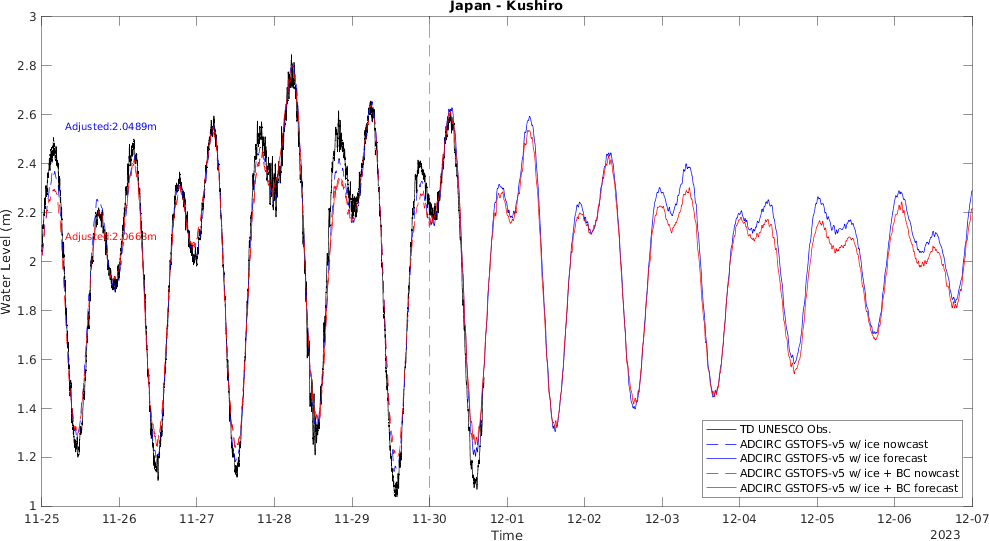 Japan - Kushiro
Water Level (m)
3
2.8
2.6
2.4
2.2
2
1.8
1.6
1.4
1.2
1
Adjusted:2.0489m
Adjusted:2.0668m
TD UNESCO Obs.
ADCIRC GSTOFS-v5 w/ ice nowcast
ADCIRC GSTOFS-v5 w/ ice forecast
ADCIRC GSTOFS-v5 w/ ice + BC nowcast
ADCIRC GSTOFS-v5 w/ ice + BC forecast
11-25 11-26 11-27 11-28 11-29 11-30 12-01 12-02 12-03 12-04 12-05 12-06 12-07
Time
2023